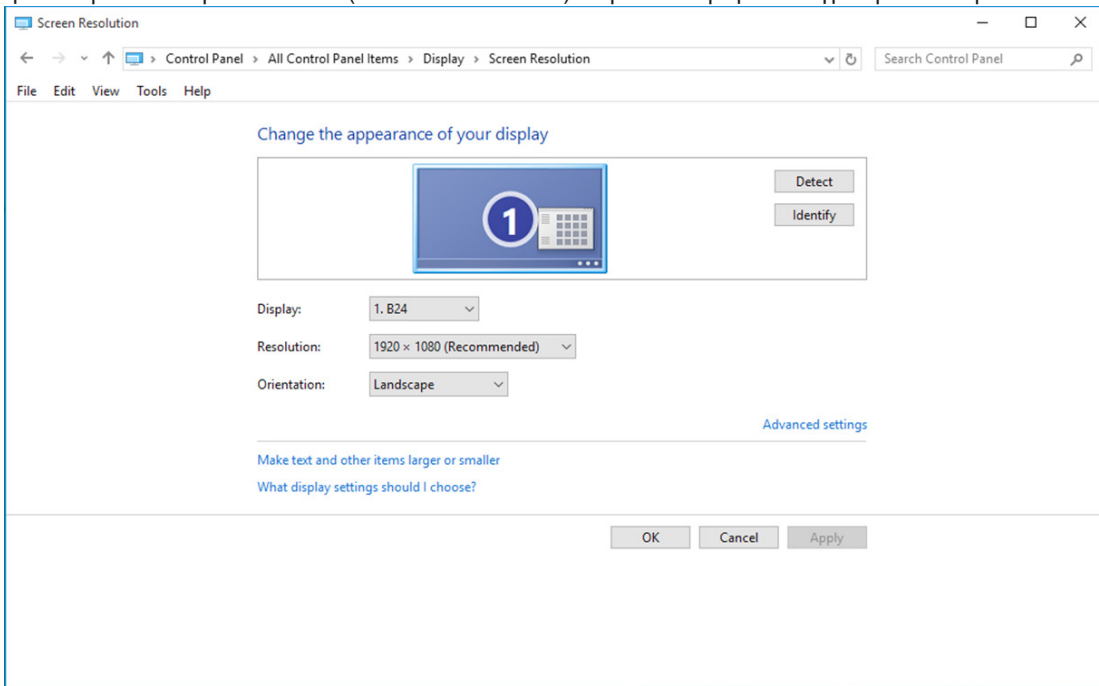 Screen Resolution
Control Panel > All Control Panel Items > Display > Screen Resolution
Search Control Panel
File Edit View Tools Help
Change the appearance of your display
1
Detect
Identify
Display: 1. B24
Resolution: 1920 × 1080 (Recommended)
Orientation: Landscape
Advanced settings
Make text and other items larger or smaller
What display settings should I choose?
OK Cancel Apply